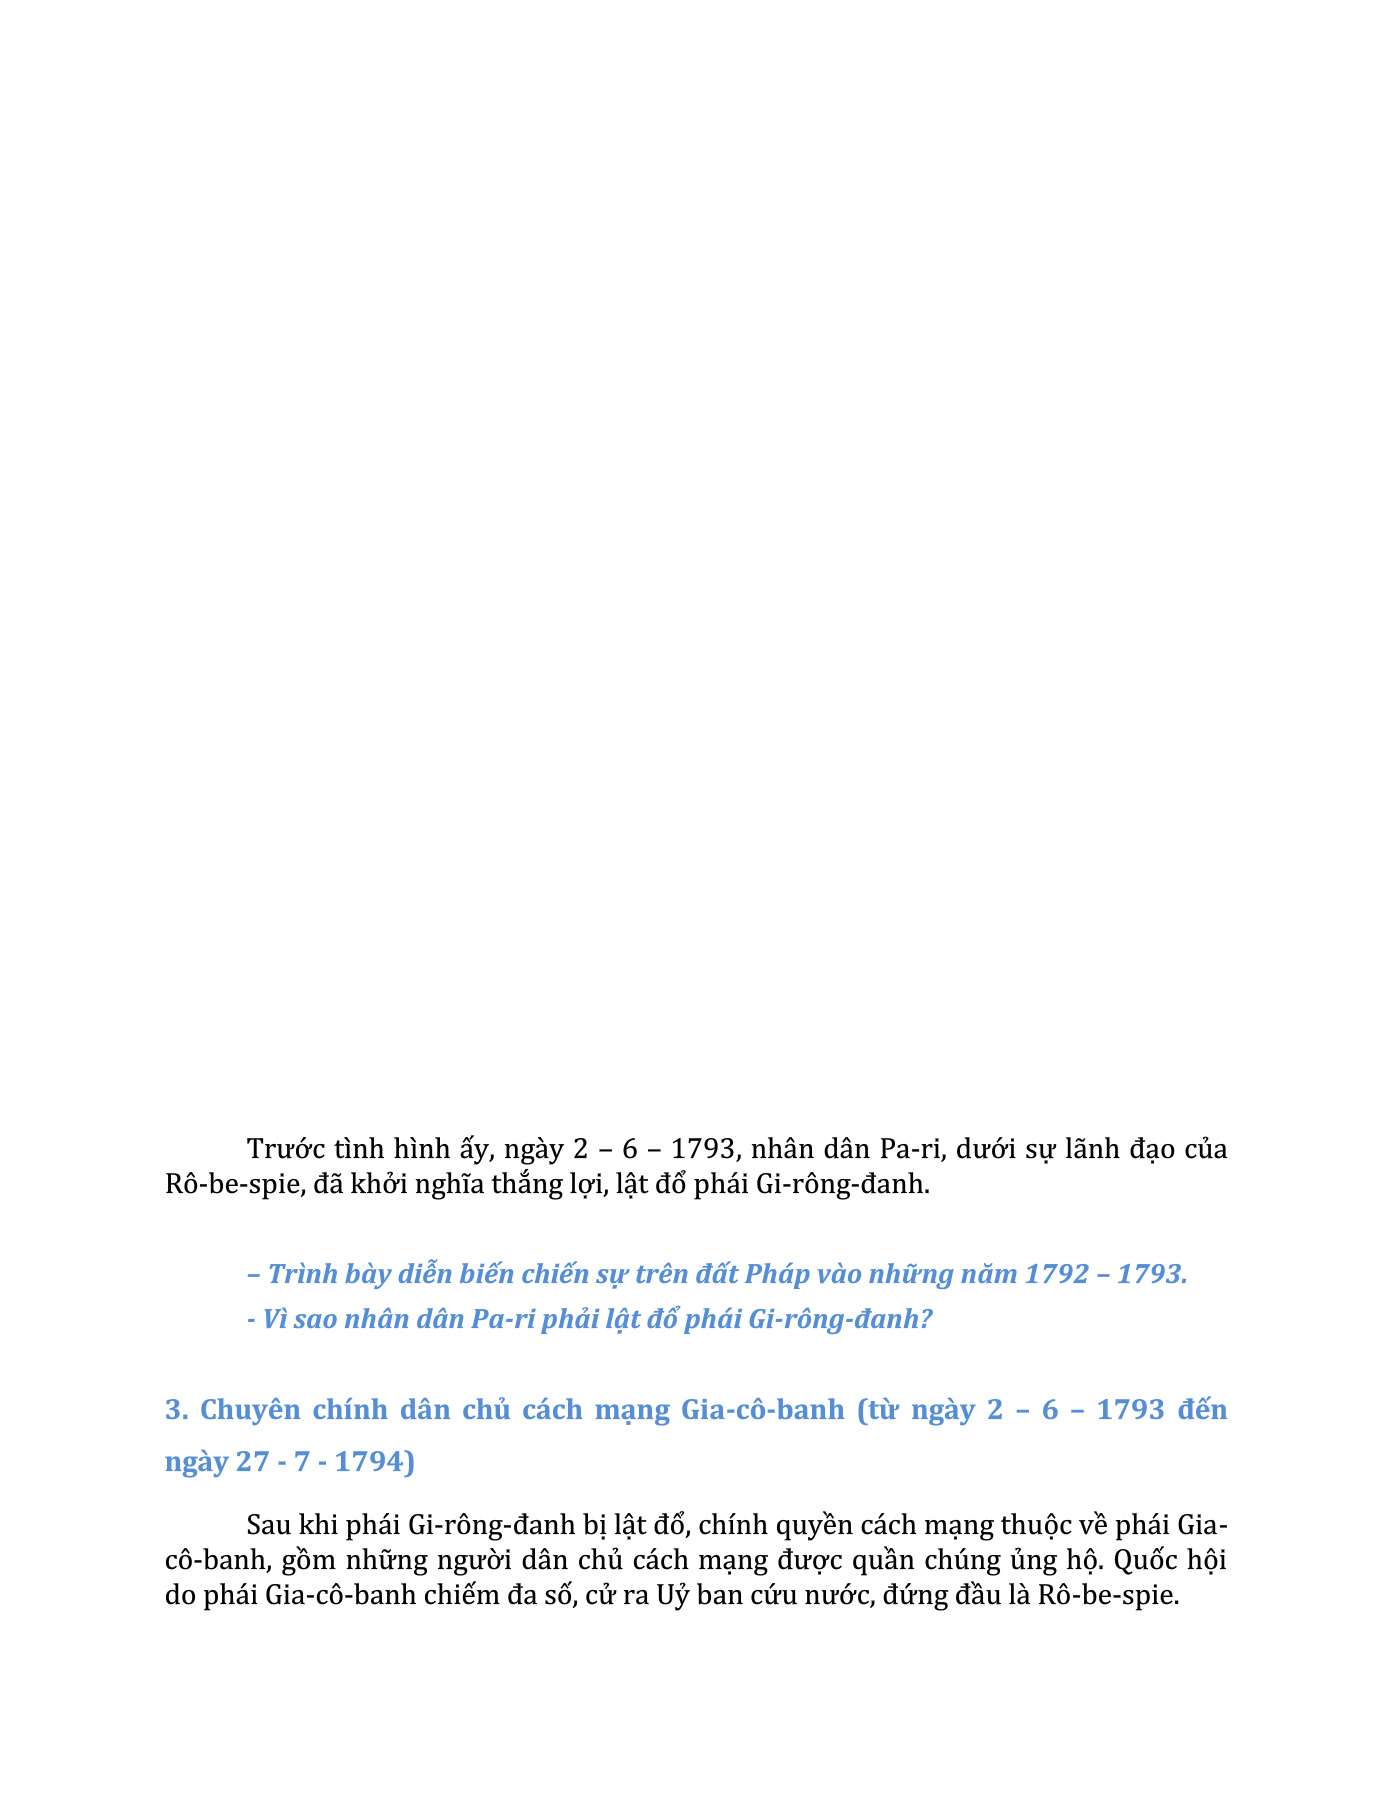 Trước tình hình ấy, ngày 2 – 6 – 1793, nhân dân Pa-ri, dưới sự lãnh đạo của
Rô-be-spie, đã khởi nghĩa thắng lợi, lật đổ phái Gi-rông-đanh.
– Trình bày diễn biến chiến sự trên đất Pháp vào những năm 1792 – 1793.
- Vì sao nhân dân Pa-ri phải lật đổ phái Gi-rông-đanh?
3. Chuyên chính dân chủ cách mạng Gia-cô-banh (từ ngày 2 – 6 – 1793 đến
ngày 27 - 7 - 1794)
Sau khi phái Gi-rông-đanh bị lật đổ, chính quyền cách mạng thuộc về phái Gia-
cô-banh, gồm những người dân chủ cách mạng được quần chúng ủng hộ. Quốc hội
do phái Gia-cô-banh chiếm đa số, cử ra Uỷ ban cứu nước, đứng đầu là Rô-be-spie.